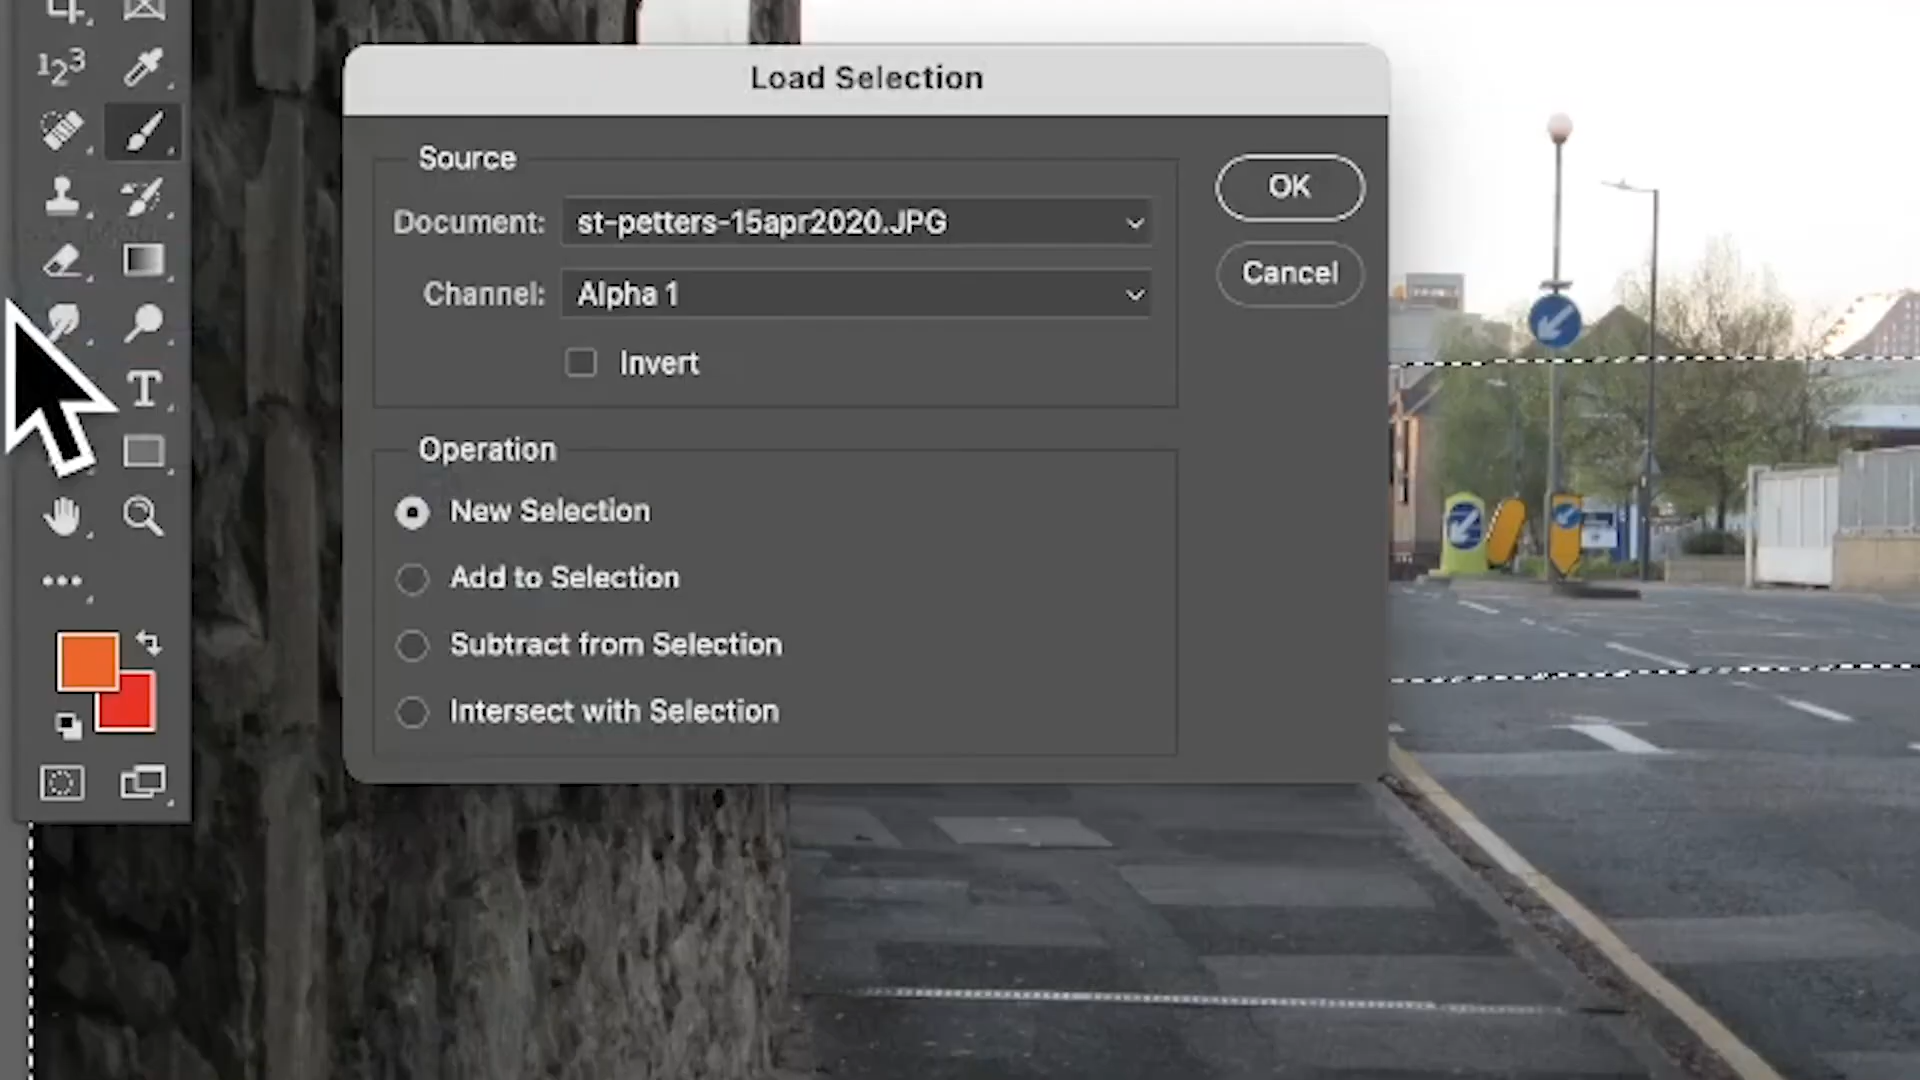 Load Selection
Source
Document: st-petters-15apr2020.JPG
Channel: Alpha 1
Invert
OK
Cancel
Operation
New Selection
Add to Selection
Subtract from Selection
Intersect with Selection
123
T